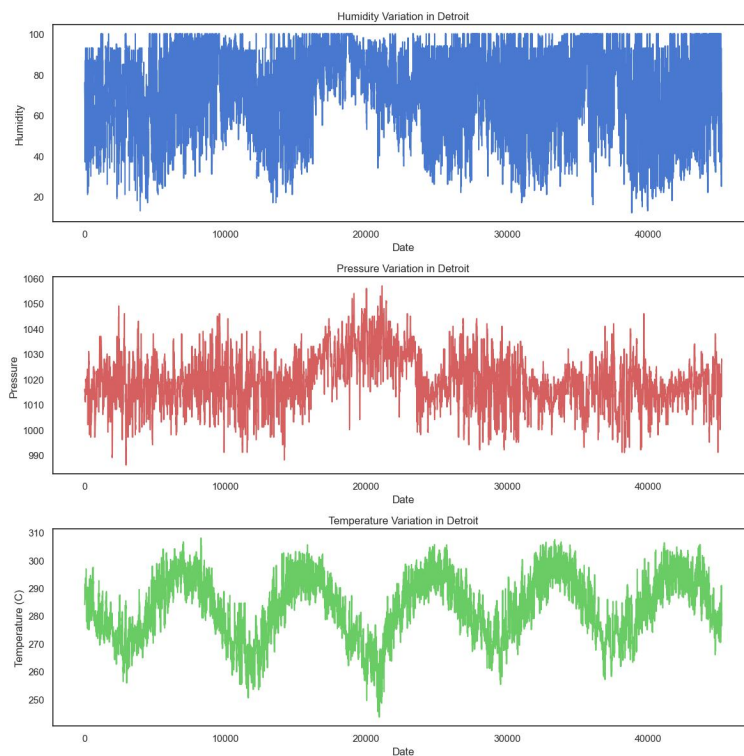 Humidity Variation in Detroit
100
80
60
40
20
Humidity
0 10000 20000 30000 40000
Date
Pressure Variation in Detroit
1060
1050
1040
1030
1020
1010
1000
990
Pressure
0 10000 20000 30000 40000
Date
Temperature Variation in Detroit
310
300
290
280
270
260
250
Temperature (C)
0 10000 20000 30000 40000
Date